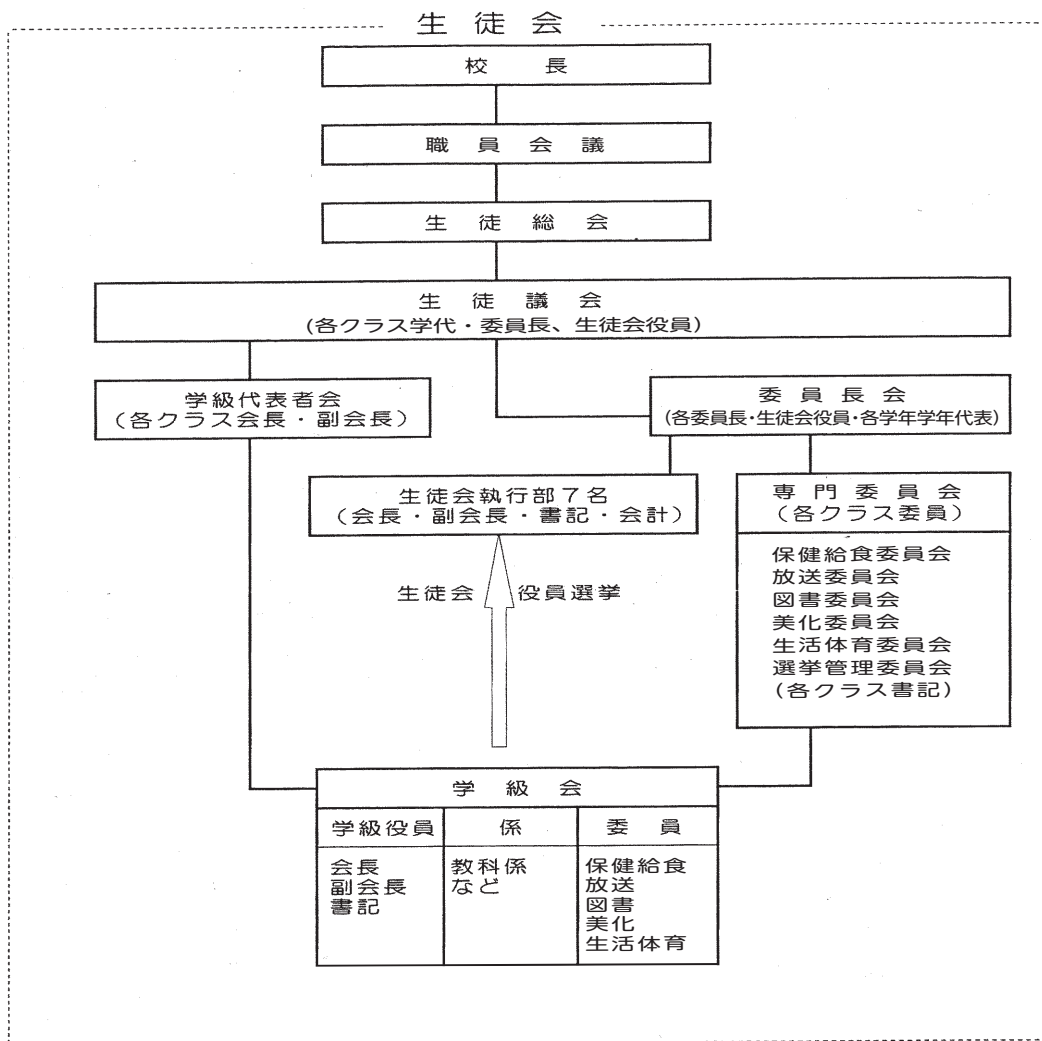 生徒会
校長
職員会議
生徒総会
生徒議会
(各クラス学代・委員長、生徒会役員)
学級代表者会
(各クラス会長・副会長)
委員長会
(各委員長・生徒会役員・各学年学年代表)
生徒会執行部7名
(会長・副会長・書記・会計)
専門委員会
(各クラス委員)
保健給食委員会
放送委員会
図書委員会
美化委員会
生活体育委員会
選挙管理委員会
(各クラス書記)
生徒会 役員選挙
学級会
学級役員
会長
副会長
書記
係
教科係
など
委員
保健給食
放送
図書
美化
生活体育